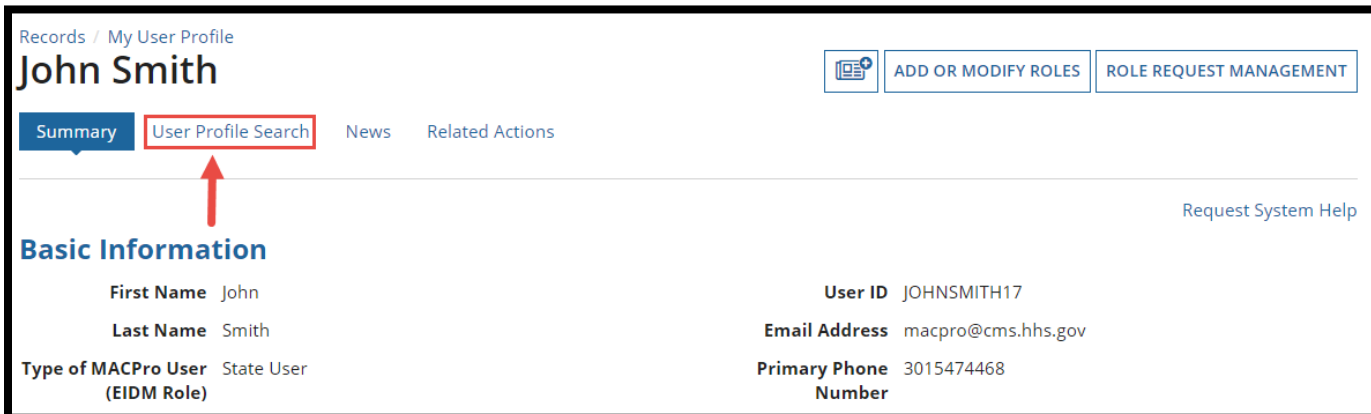 Records / My User Profile
John Smith
ADD OR MODIFY ROLES
ROLE REQUEST MANAGEMENT
Summary
User Profile Search
News
Related Actions
Request System Help
Basic Information
First Name John
User ID JOHNSMITH17
Last Name Smith
Email Address macpro@cms.hhs.gov
Type of MACPro User State User
(EIDM Role)
Primary Phone 3015474468
Number